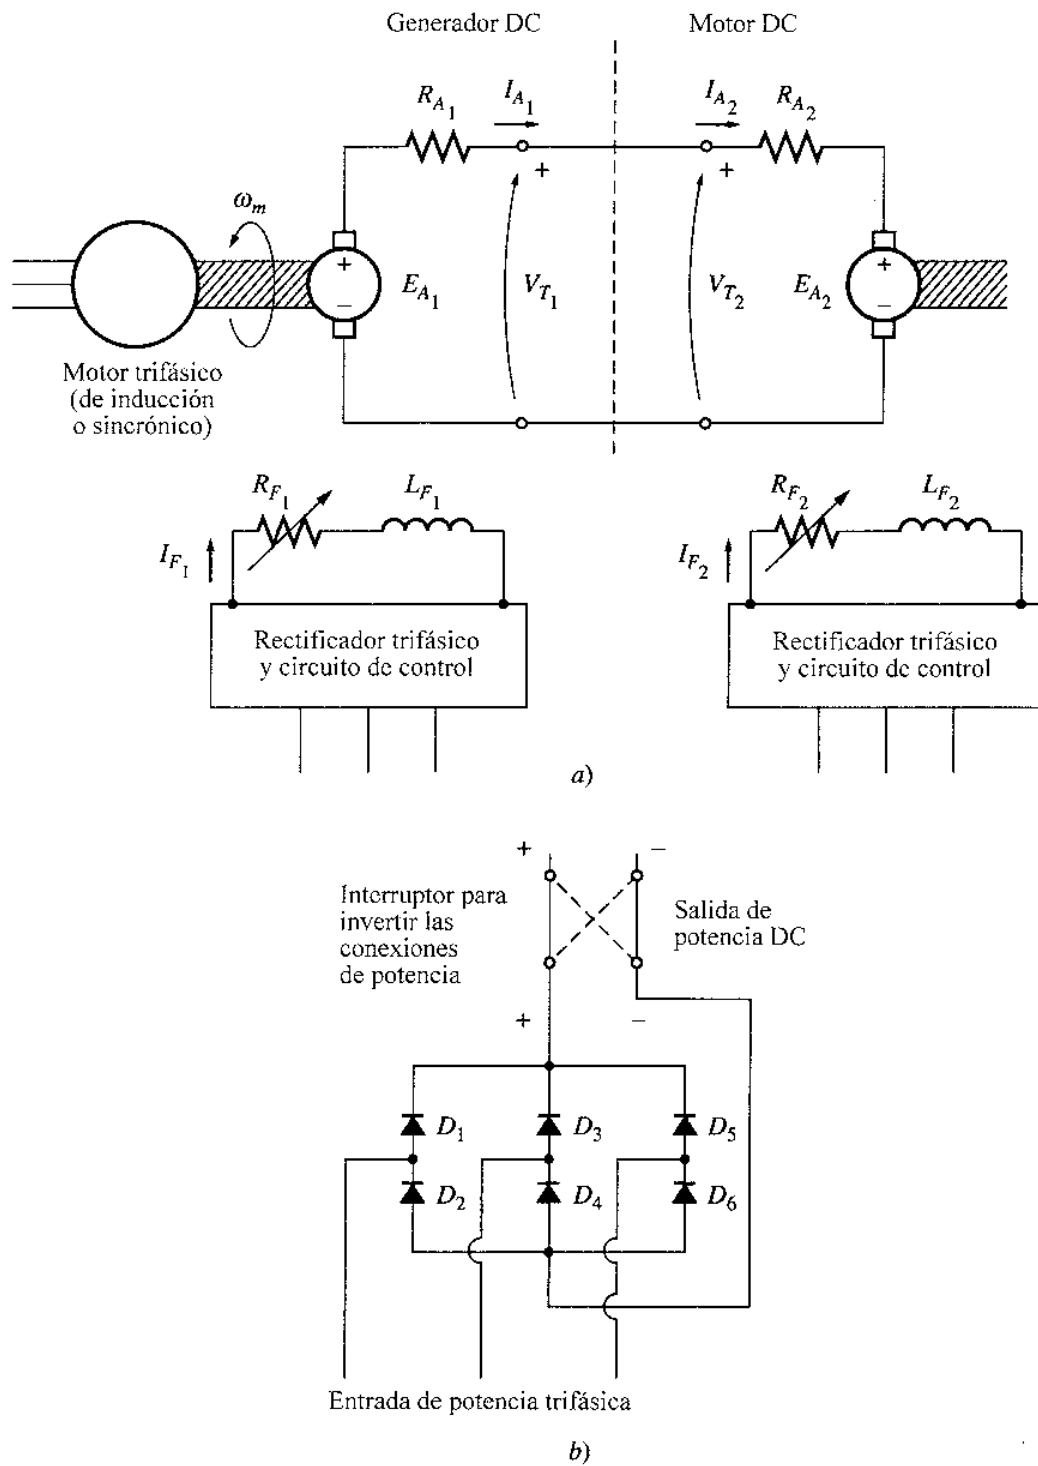 Generador DC
Motor DC
R_{A_1}
I_{A_1}
I_{A_2}
R_{A_2}
+
+
ω_m
+
−
E_{A_1}
V_{T_1}
V_{T_2}
E_{A_2}
+
−
Motor trifásico
(de inducción
o sincrónico)
R_{F_1}
L_{F_1}
I_{F_1}
Rectificador trifásico
y circuito de control
R_{F_2}
L_{F_2}
I_{F_2}
Rectificador trifásico
y circuito de control
a)
+
−
Interruptor para
invertir las
conexiones
de potencia
Salida de
potencia DC
+
−
D_1
D_3
D_5
D_2
D_4
D_6
Entrada de potencia trifásica
b)